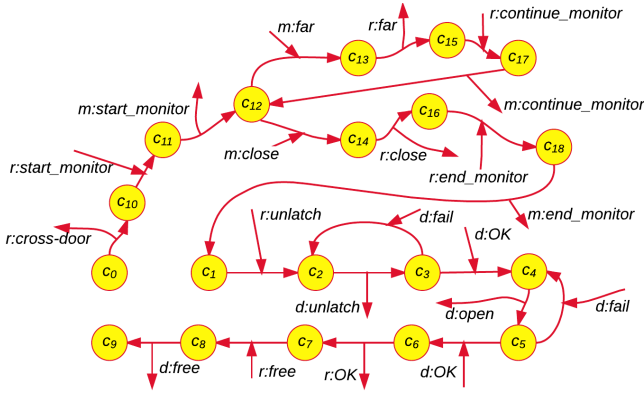 m:far
r:far
r:continue_monitor
c13
c15
c17
m:start_monitor
c12
m:continue_monitor
c11
c16
c14
c18
r:start_monitor
m:close
r:close
r:end_monitor
c10
r:unlatch
d:fail
m:end_monitor
r:cross-door
d:OK
c0
c1
c2
c3
c4
d:unlatch
d:open
d:fail
c9
c8
c7
c6
c5
d:free
r:free
r:OK
d:OK